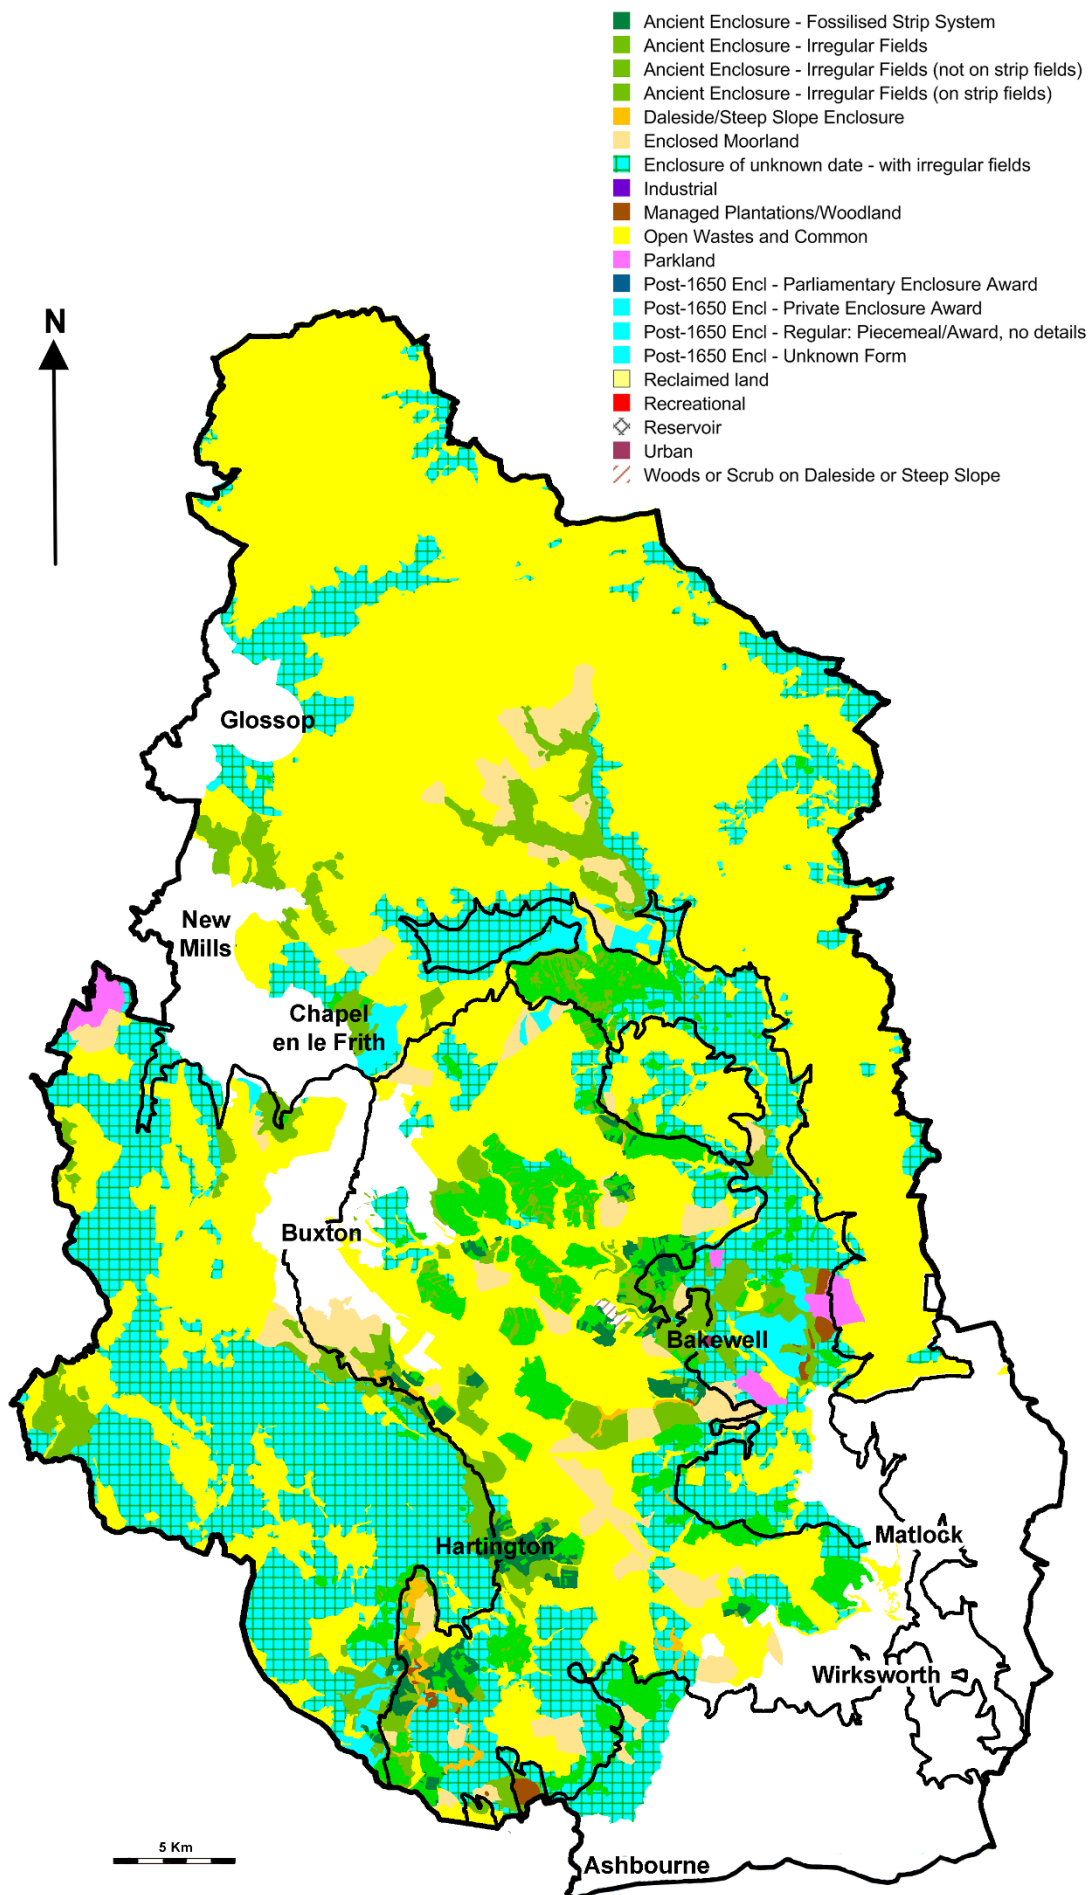 Ancient Enclosure - Fossilised Strip System
Ancient Enclosure - Irregular Fields
Ancient Enclosure - Irregular Fields (not on strip fields)
Ancient Enclosure - Irregular Fields (on strip fields)
Daleside/Steep Slope Enclosure
Enclosed Moorland
Enclosure of unknown date - with irregular fields
Industrial
Managed Plantations/Woodland
Open Wastes and Common
Parkland
Post-1650 Encl - Parliamentary Enclosure Award
Post-1650 Encl - Private Enclosure Award
Post-1650 Encl - Regular: Piecemeal/Award, no details
Post-1650 Encl - Unknown Form
Reclaimed land
Recreational
Reservoir
Urban
Woods or Scrub on Daleside or Steep Slope
N
Glossop
New
Mills
Chapel
en le Frith
Buxton
Bakewell
Hartington
Matlock
Wirksworth
5 Km
Ashbourne